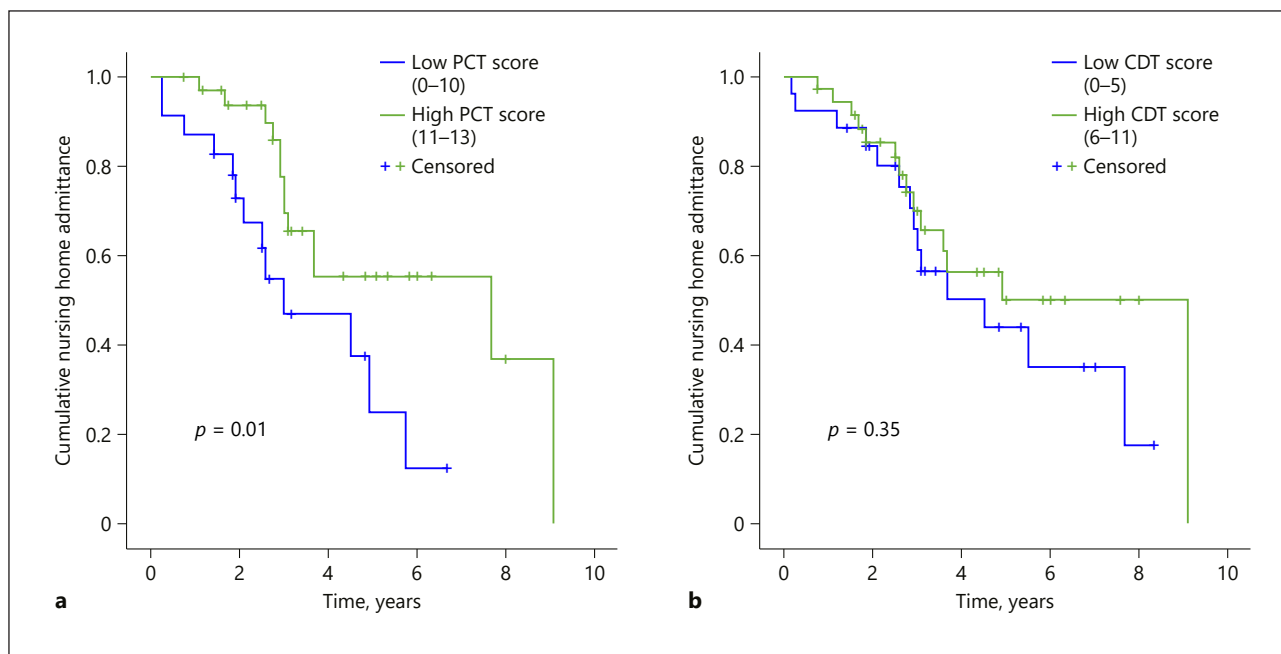 Low PCT score
(0–10)
High PCT score
(11–13)
Censored
1.0
0.8
0.6
0.4
0.2
0
Cumulative nursing home admittance
p = 0.01
0 2 4 6 8 10
Time, years
a
Low CDT score
(0–5)
High CDT score
(6–11)
Censored
1.0
0.8
0.6
0.4
0.2
0
Cumulative nursing home admittance
p = 0.35
0 2 4 6 8 10
Time, years
b